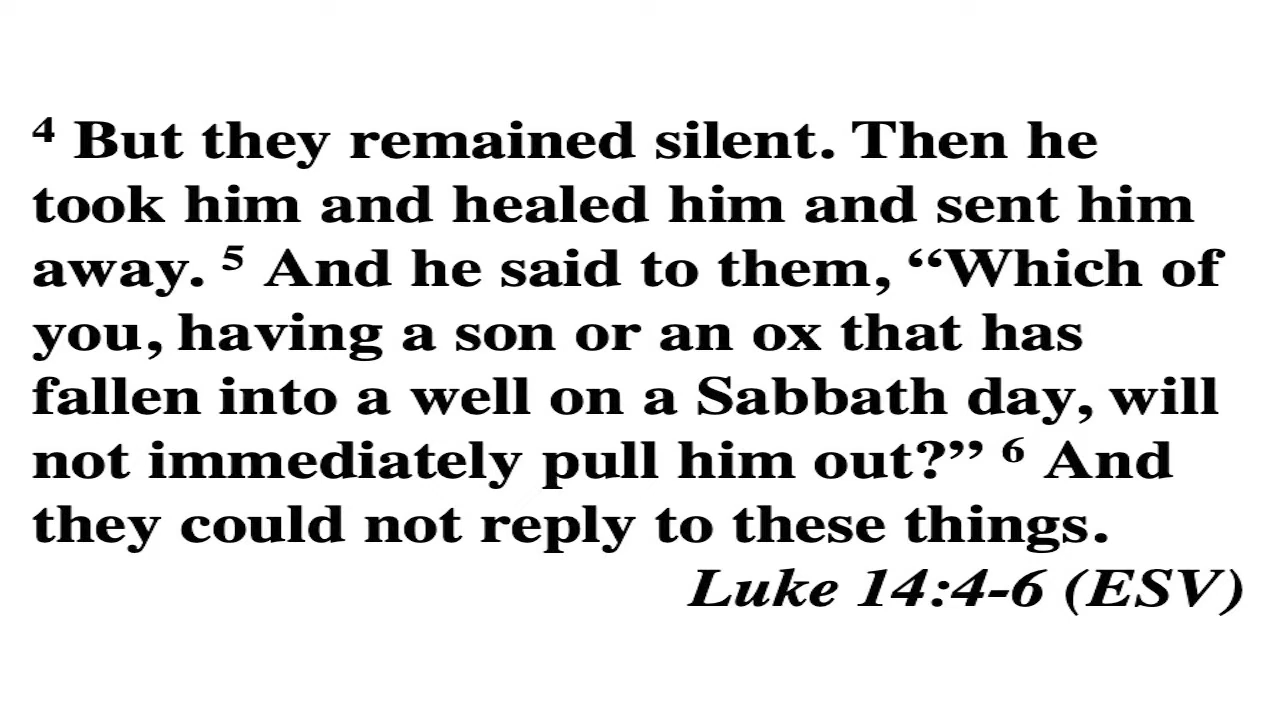 ⁴ But they remained silent. Then he
took him and healed him and sent him
away. ⁵ And he said to them, “Which of
you, having a son or an ox that has
fallen into a well on a Sabbath day, will
not immediately pull him out?” ⁶ And
they could not reply to these things.
Luke 14:4-6 (ESV)